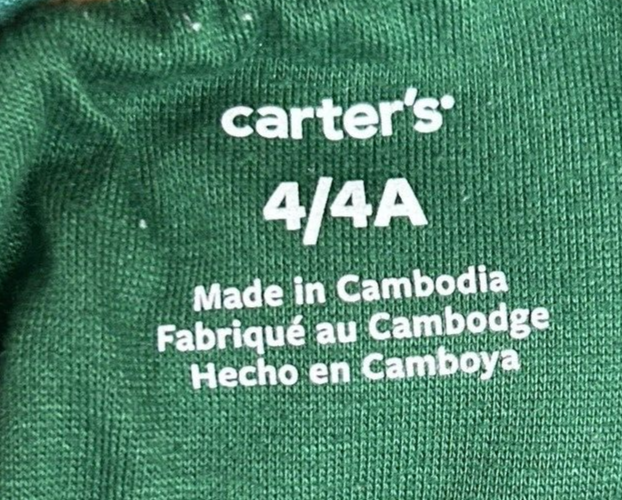 carter's
4/4A
Made in Cambodia
Fabriqué au Cambodge
Hecho en Camboya